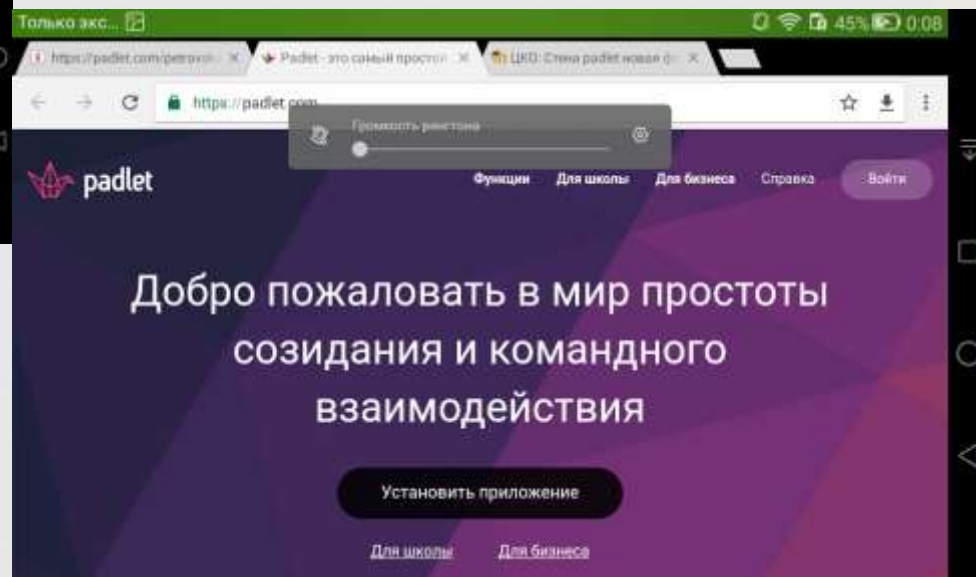 Только экс...
45% 0:08
https://padlet.com/petrovol
Padlet - это самый простой
ЦКО: Стена padlet новая ф
https://padlet.com
Громкость рингтона
padlet
Функции Для школы Для бизнеса Справка Войти
Добро пожаловать в мир простоты
созидания и командного
взаимодействия
Установить приложение
Для школы Для бизнеса